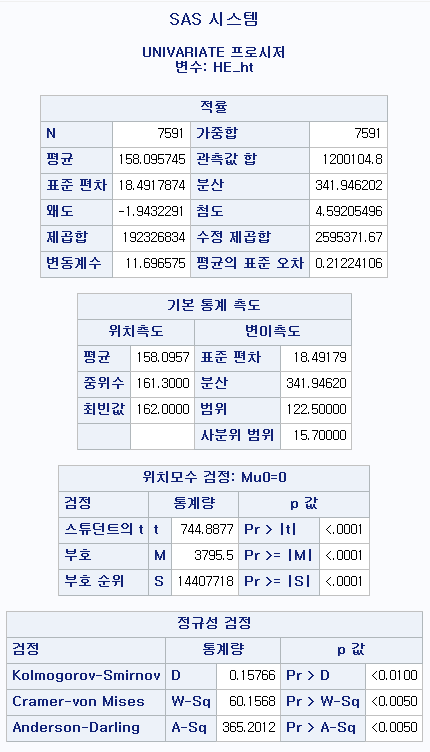 SAS 시스템
UNIVARIATE 프로시저
변수: HE_ht
적률
N 7591 가중합 7591
평균 158.095745 관측값 합 1200104.8
표준 편차 18.4917874 분산 341.946202
왜도 -1.9432291 첨도 4.59205496
제곱합 192326834 수정 제곱합 2595371.67
변동계수 11.696575 평균의 표준 오차 0.21224106
기본 통계 측도
위치측도 변이측도
평균 158.0957 표준 편차 18.49179
중위수 161.3000 분산 341.94620
최빈값 162.0000 범위 122.50000
사분위 범위 15.70000
위치모수 검정: Mu0=0
검정 통계량 p 값
스튜던트의 t t 744.8877 Pr > |t| <.0001
부호 M 3795.5 Pr >= |M| <.0001
부호 순위 S 14407718 Pr >= |S| <.0001
정규성 검정
검정 통계량 p 값
Kolmogorov-Smirnov D 0.15766 Pr > D <0.0100
Cramer-von Mises W-Sq 60.1568 Pr > W-Sq <0.0050
Anderson-Darling A-Sq 365.2012 Pr > A-Sq <0.0050